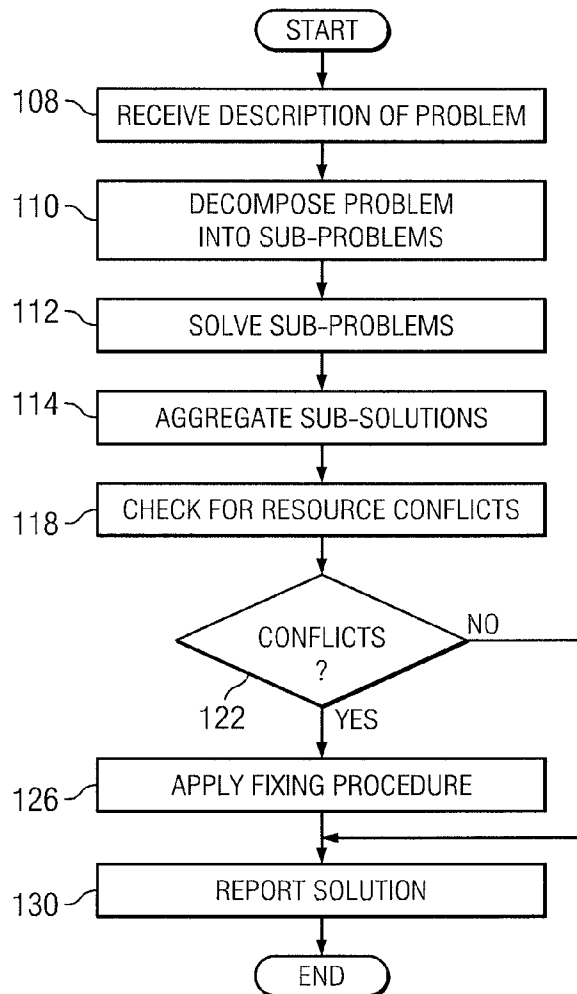 START
108
RECEIVE DESCRIPTION OF PROBLEM
110
DECOMPOSE PROBLEM
INTO SUB-PROBLEMS
112
SOLVE SUB-PROBLEMS
114
AGGREGATE SUB-SOLUTIONS
118
CHECK FOR RESOURCE CONFLICTS
CONFLICTS
?
NO
122
YES
126
APPLY FIXING PROCEDURE
130
REPORT SOLUTION
END